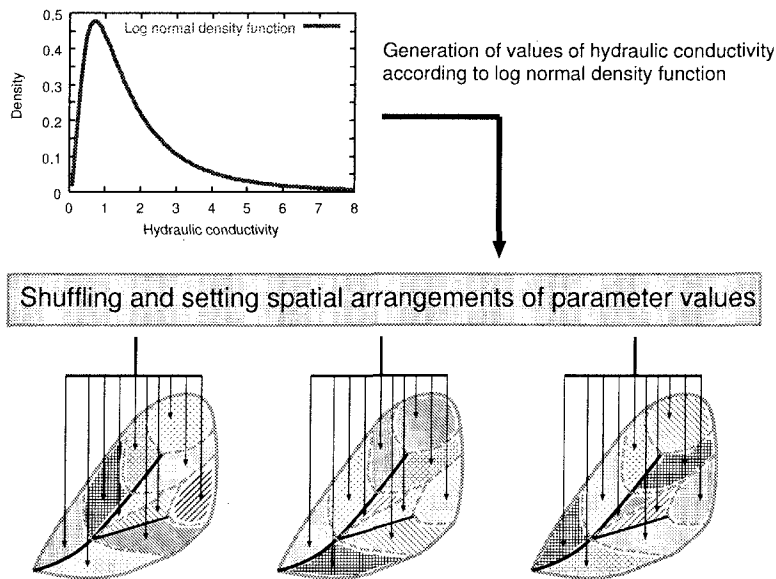 0.5
Log normal density function
0.4
0.3
0.2
0.1
0
Density
0 1 2 3 4 5 6 7 8
Hydraulic conductivity
Generation of values of hydraulic conductivity
according to log normal density function
Shuffling and setting spatial arrangements of parameter values